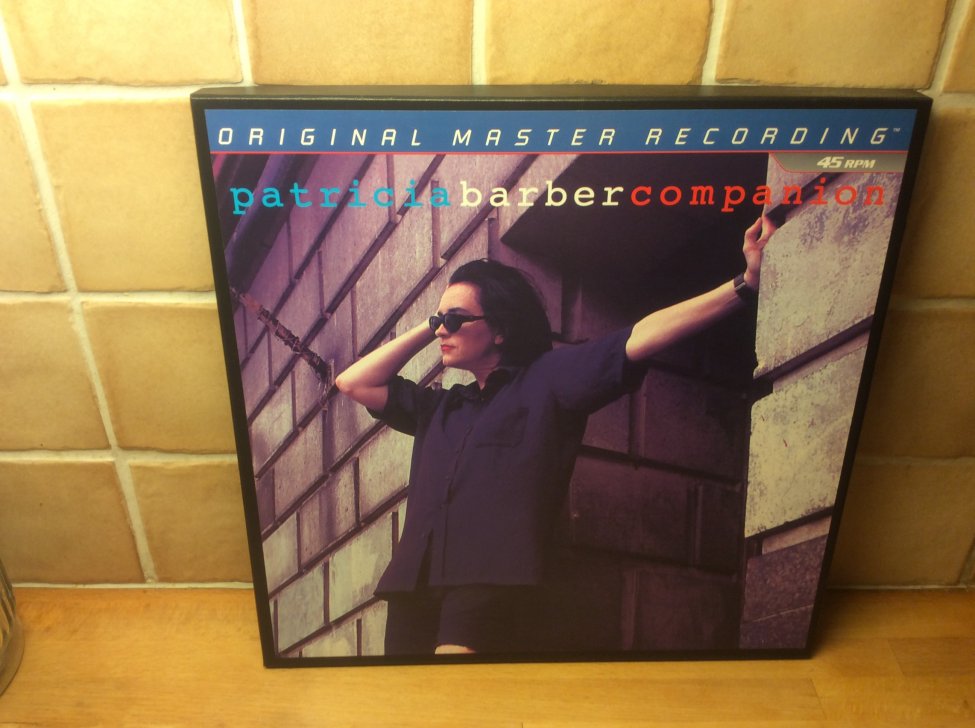 ORIGINAL MASTER RECORDING™
45 RPM
patriciabarbercompanion